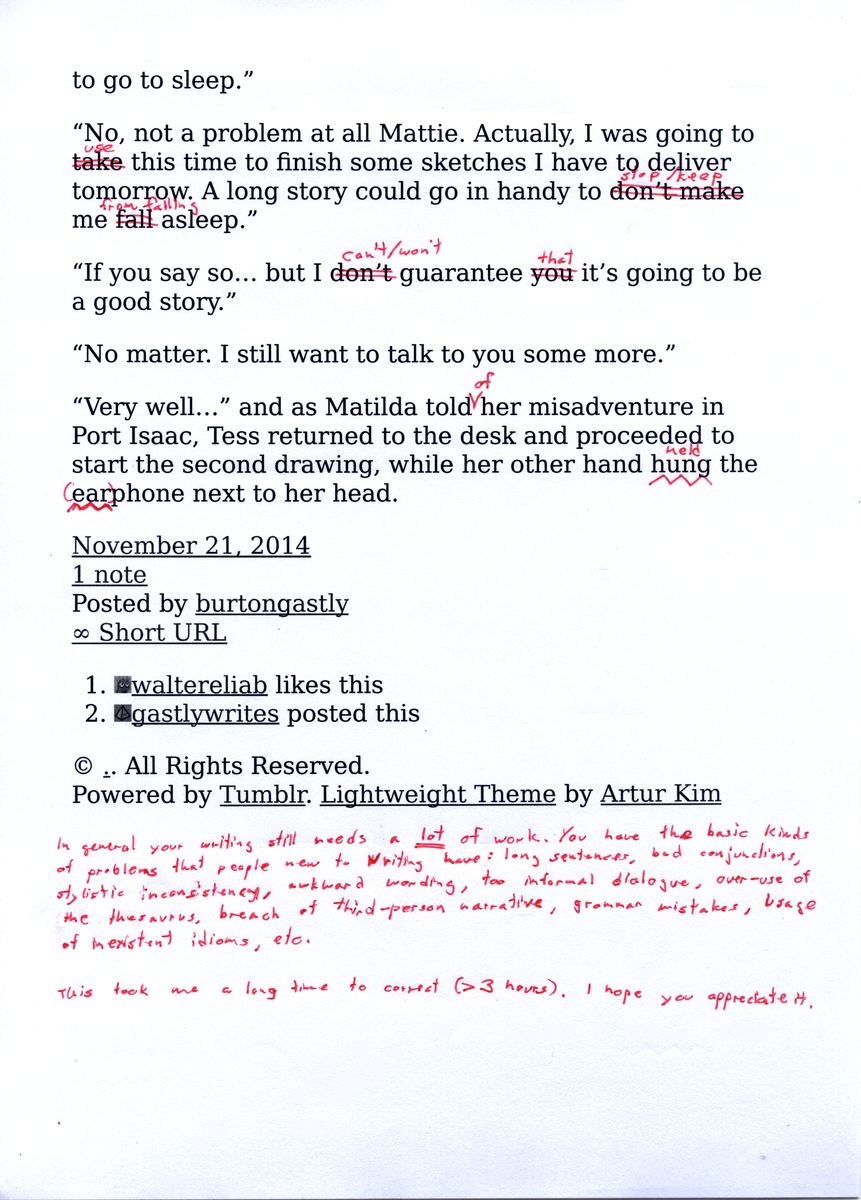 to go to sleep.”
“No, not a problem at all Mattie. Actually, I was going to
use
take this time to finish some sketches I have to deliver
stop/keep
tomorrow. A long story could go in handy to don’t make
from falling
me fall asleep.”
can't/won't that
“If you say so… but I don’t guarantee you it’s going to be
a good story.”
“No matter. I still want to talk to you some more.”
of
“Very well…” and as Matilda told her misadventure in
Port Isaac, Tess returned to the desk and proceeded to
held
start the second drawing, while her other hand hung the
(ear)phone next to her head.
November 21, 2014
1 note
Posted by burtongastly
∞ Short URL
1. waltereliab likes this
2. gastlywrites posted this
© .. All Rights Reserved.
Powered by Tumblr. Lightweight Theme by Artur Kim
In general your writing still needs a lot of work. You have the basic kinds
of problems that people new to writing have: long sentences, bad conjunctions,
stylistic inconsistency, awkward wording, too informal dialogue, over-use of
the thesaurus, breach of third-person narrative, grammar mistakes, usage
of inexistent idioms, etc.
This took me a long time to correct (>3 hours). I hope you appreciate it.